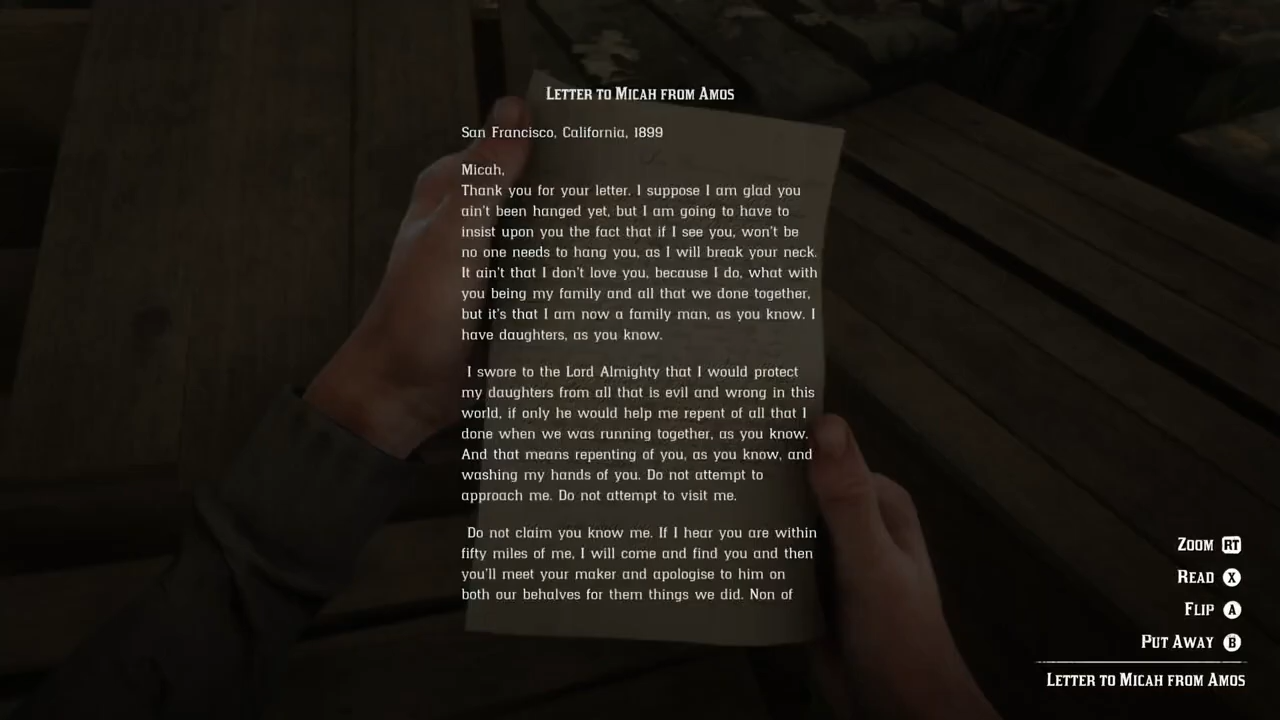 Letter to Micah from Amos
San Francisco, California, 1899
Micah,
Thank you for your letter. I suppose I am glad you
ain't been hanged yet, but I am going to have to
insist upon you the fact that if I see you, won't be
no one needs to hang you, as I will break your neck.
It ain't that I don't love you, because I do, what with
you being my family and all that we done together,
but it's that I am now a family man, as you know. I
have daughters, as you know.
I swore to the Lord Almighty that I would protect
my daughters from all that is evil and wrong in this
world, if only he would help me repent of all that I
done when we was running together, as you know.
And that means repenting of you, as you know, and
washing my hands of you. Do not attempt to
approach me. Do not attempt to visit me.
Do not claim you know me. If I hear you are within
fifty miles of me, I will come and find you and then
you'll meet your maker and apologise to him on
both our behalves for them things we did. Non of
Zoom RT
Read X
Flip A
Put Away B
Letter to Micah from Amos